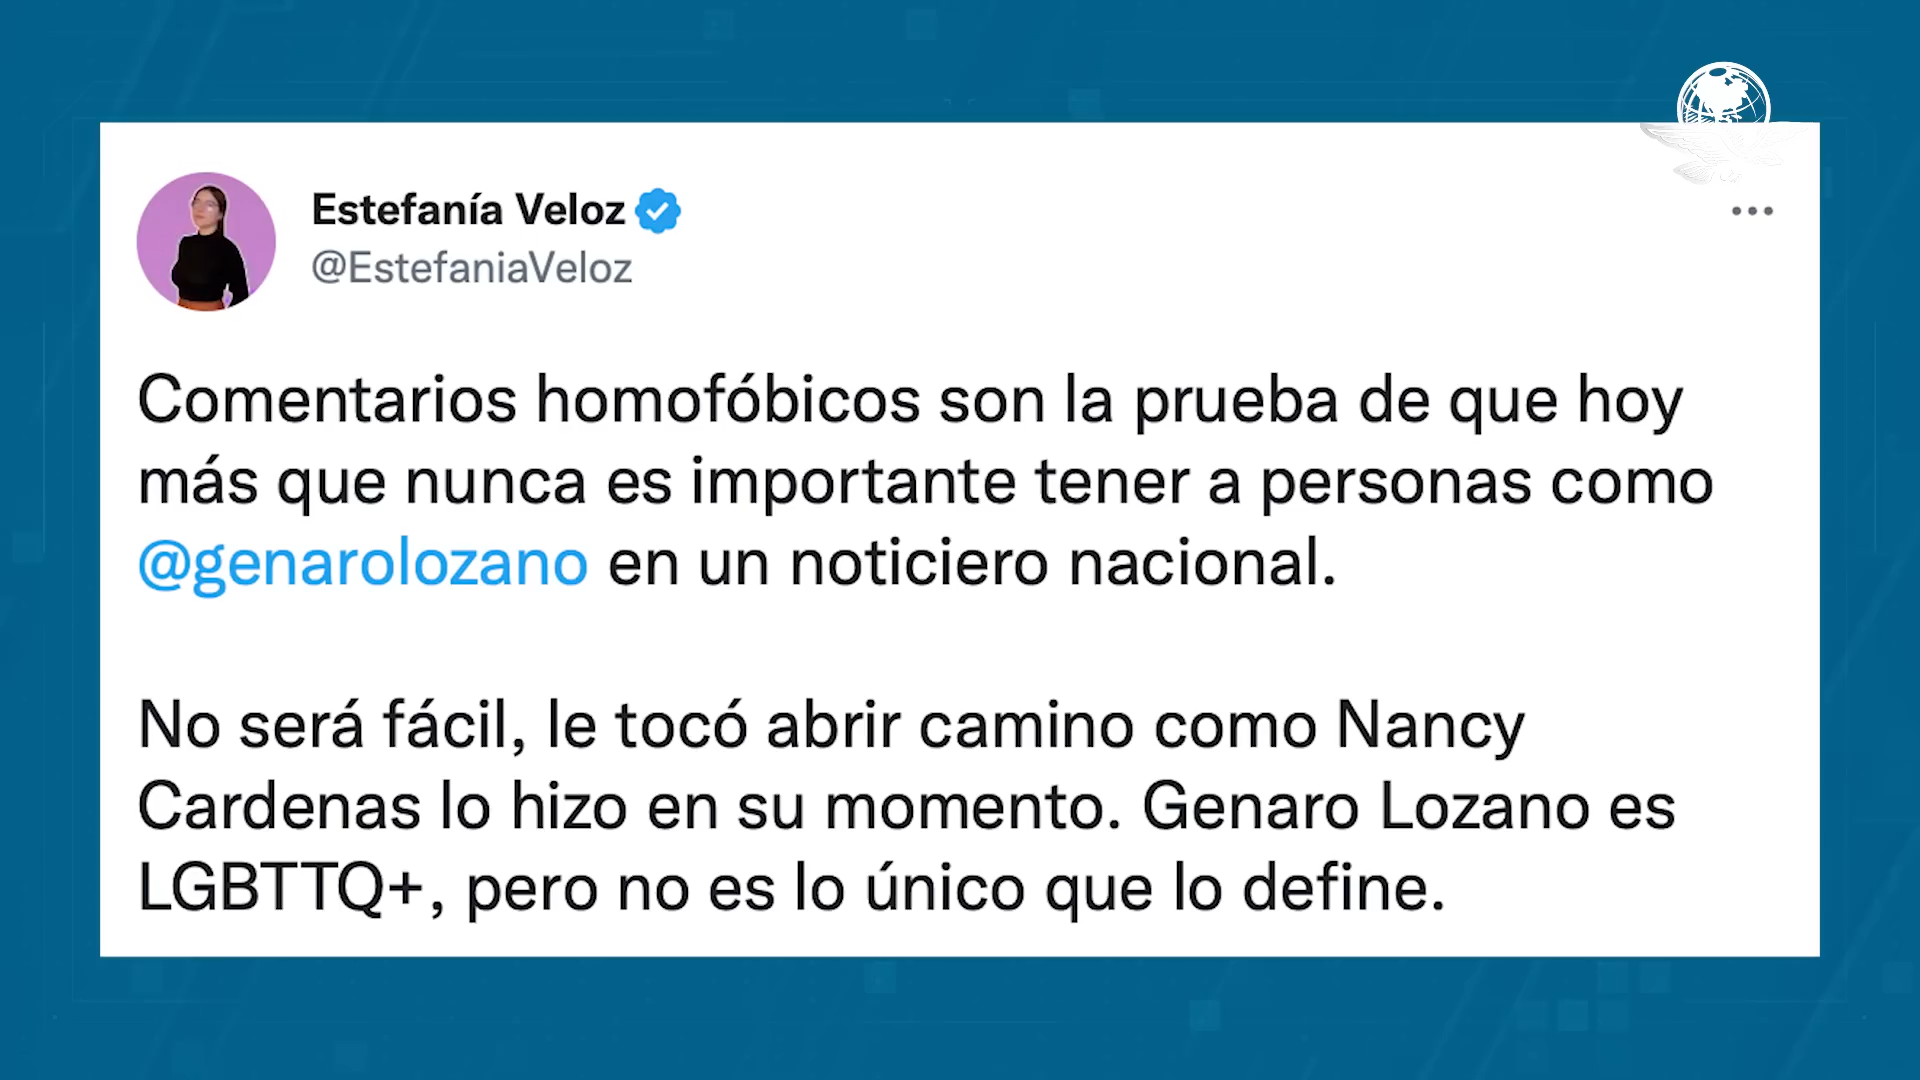 Estefanía Veloz
@EstefaniaVeloz
Comentarios homofóbicos son la prueba de que hoy
más que nunca es importante tener a personas como
@genarolozano en un noticiero nacional.
No será fácil, le tocó abrir camino como Nancy
Cardenas lo hizo en su momento. Genaro Lozano es
LGBTTQ+, pero no es lo único que lo define.